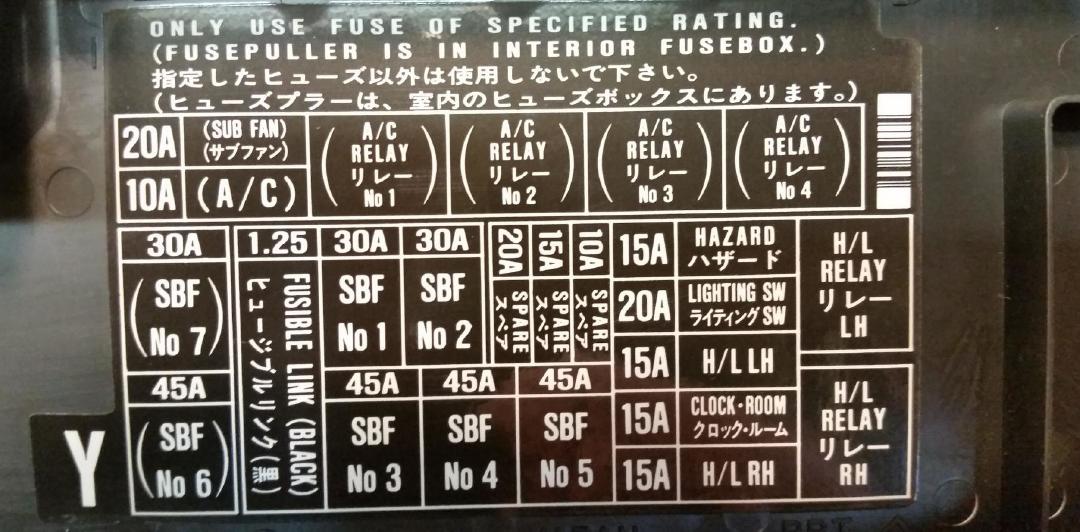 ONLY USE FUSE OF SPECIFIED RATING.
(FUSEPULLER IS IN INTERIOR FUSEBOX.)
指定したヒューズ以外は使用しないで下さい。
(ヒューズプラーは、室内のヒューズボックスにあります。)
20A
(SUB FAN)
(サブファン)
10A
(A/C)
(A/C
RELAY
リレー
No 1)
(A/C
RELAY
リレー
No 2)
(A/C
RELAY
リレー
No 3)
(A/C
RELAY
リレー
No 4)
30A
(SBF
No 7)
45A
(SBF
No 6)
1.25
FUSIBLE LINK (BLACK)
ヒュージブルリンク(黒)
30A
SBF
No 1
30A
SBF
No 2
45A
SBF
No 3
45A
SBF
No 4
45A
SBF
No 5
20A
SPARE
スペア
15A
SPARE
スペア
10A
SPARE
スペア
15A
HAZARD
ハザード
20A
LIGHTING SW
ライティングSW
15A
H/L LH
15A
CLOCK・ROOM
クロック・ルーム
15A
H/L RH
H/L
RELAY
リレー
LH
H/L
RELAY
リレー
RH
Y